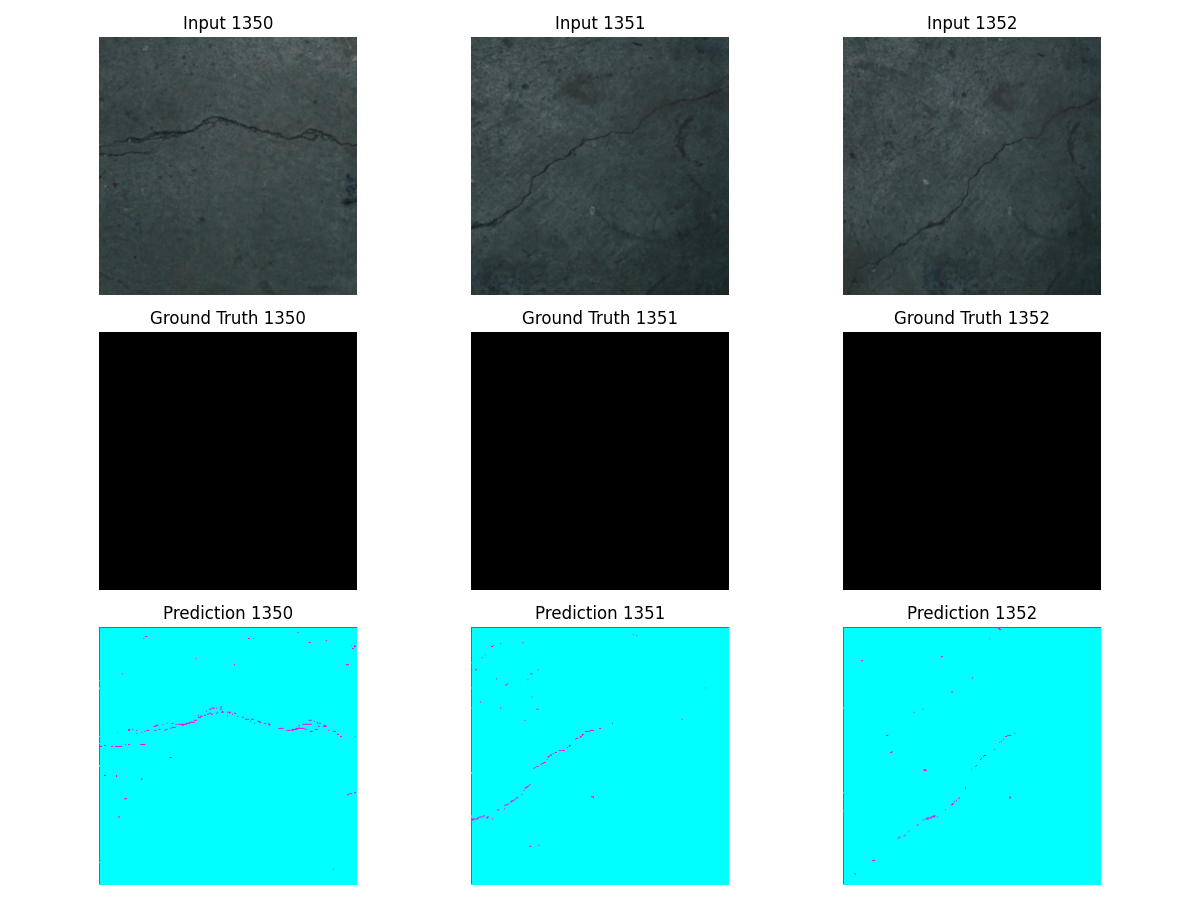 Input 1350
Input 1351
Input 1352
Ground Truth 1350
Ground Truth 1351
Ground Truth 1352
Prediction 1350
Prediction 1351
Prediction 1352